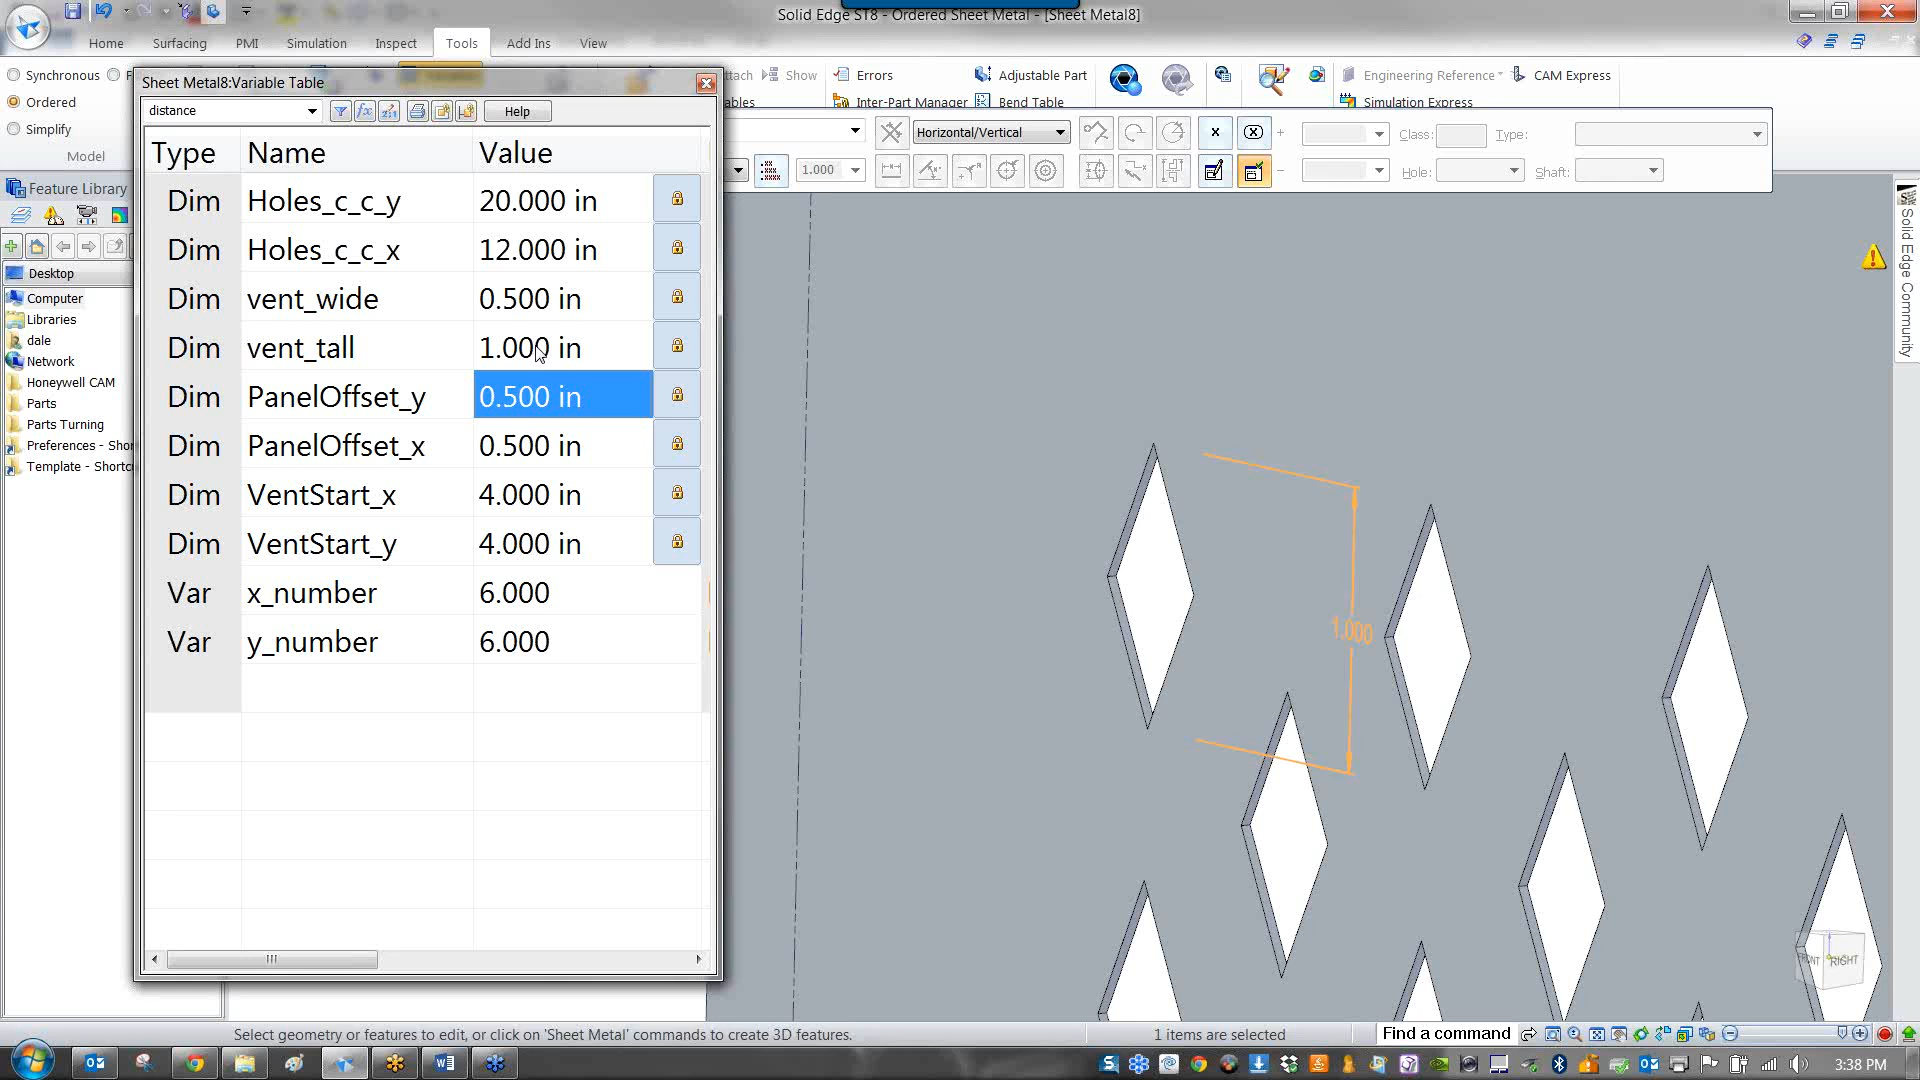 Solid Edge ST8 - Ordered Sheet Metal - [Sheet Metal8]
Home Surfacing PMI Simulation Inspect Tools Add Ins View
Synchronous
Ordered
Simplify
Model
Show
Errors
Inter-Part Manager
Adjustable Part
Bend Table
Engineering Reference
Simulation Express
CAM Express
Sheet Metal8:Variable Table
distance
Help
Type Name Value
Dim Holes_c_c_y 20.000 in
Dim Holes_c_c_x 12.000 in
Dim vent_wide 0.500 in
Dim vent_tall 1.000 in
Dim PanelOffset_y 0.500 in
Dim PanelOffset_x 0.500 in
Dim VentStart_x 4.000 in
Dim VentStart_y 4.000 in
Var x_number 6.000
Var y_number 6.000
Horizontal/Vertical
Class: Type:
1.000
Hole: Shaft:
Feature Library
Desktop
Computer
Libraries
dale
Network
Honeywell CAM
Parts
Parts Turning
Preferences - Shor
Template - Shortcu
Solid Edge Community
1.000
FRONT RIGHT
Select geometry or features to edit, or click on 'Sheet Metal' commands to create 3D features.
1 items are selected
Find a command
3:38 PM